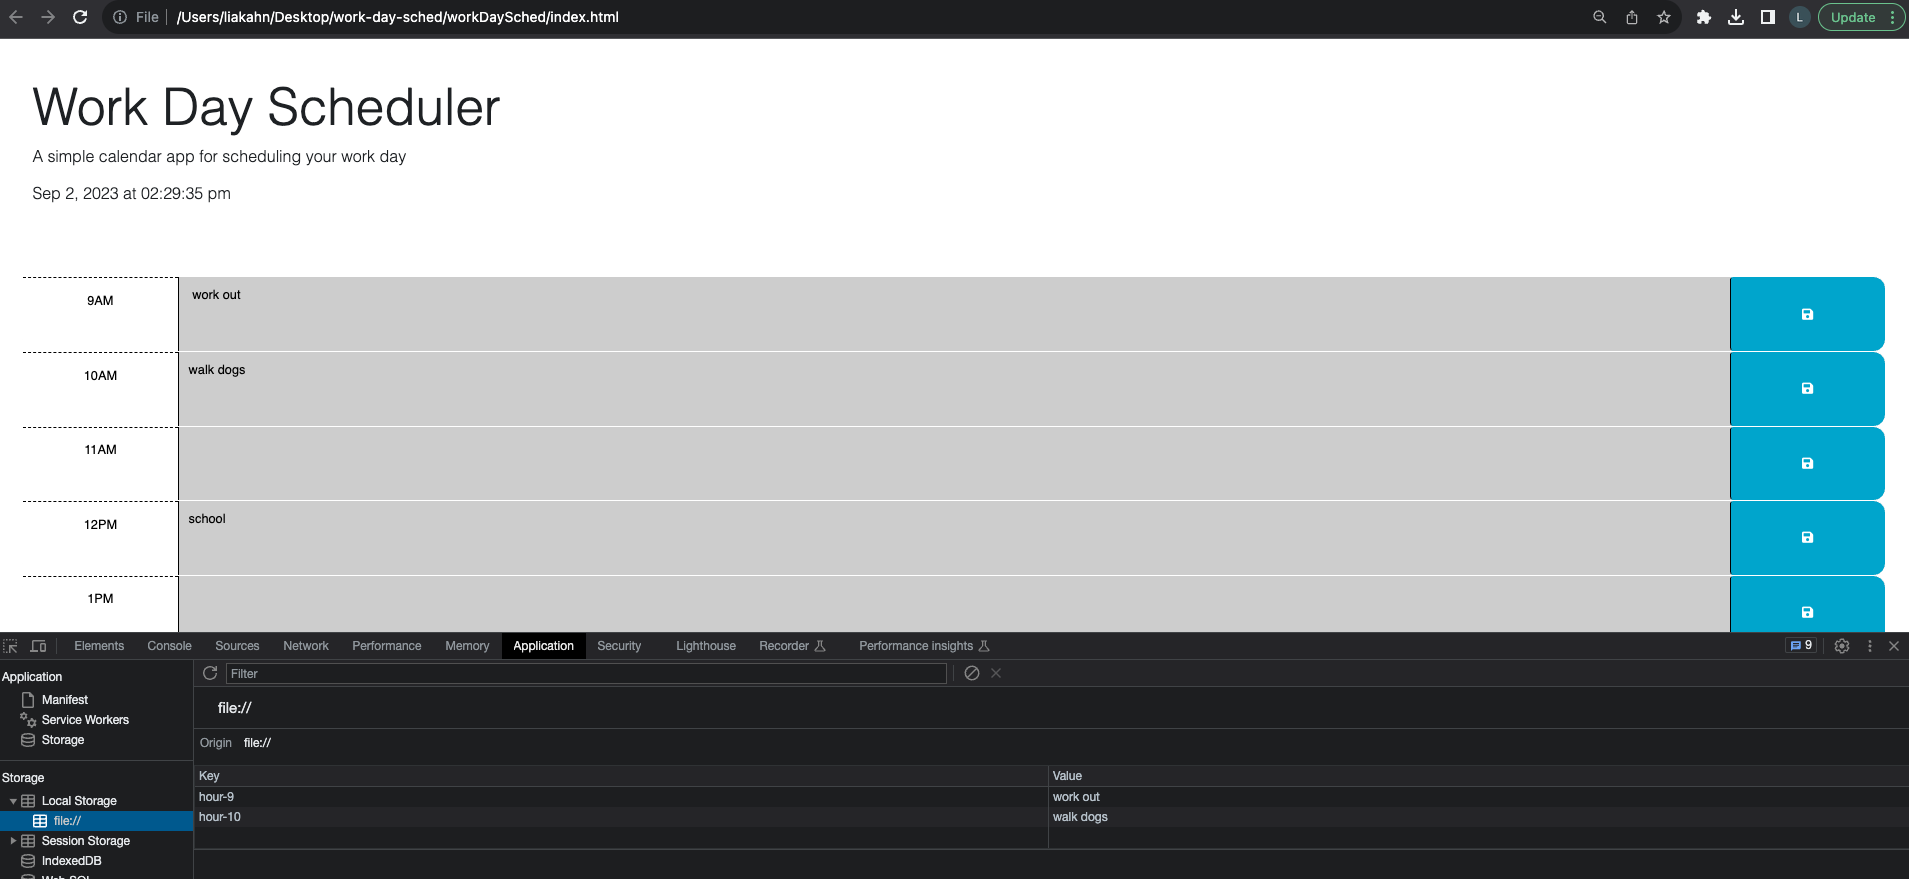 File /Users/liakahn/Desktop/work-day-sched/workDaySched/index.html L Update
Work Day Scheduler
A simple calendar app for scheduling your work day
Sep 2, 2023 at 02:29:35 pm
9AM work out
10AM walk dogs
11AM
12PM school
1PM
Elements Console Sources Network Performance Memory Application Security Lighthouse Recorder Performance insights 9
Application Filter
Manifest
Service Workers
Storage
file://
Origin file://
Storage
Key Value
Local Storage hour-9 work out
file:// hour-10 walk dogs
Session Storage
IndexedDB
Web SQL